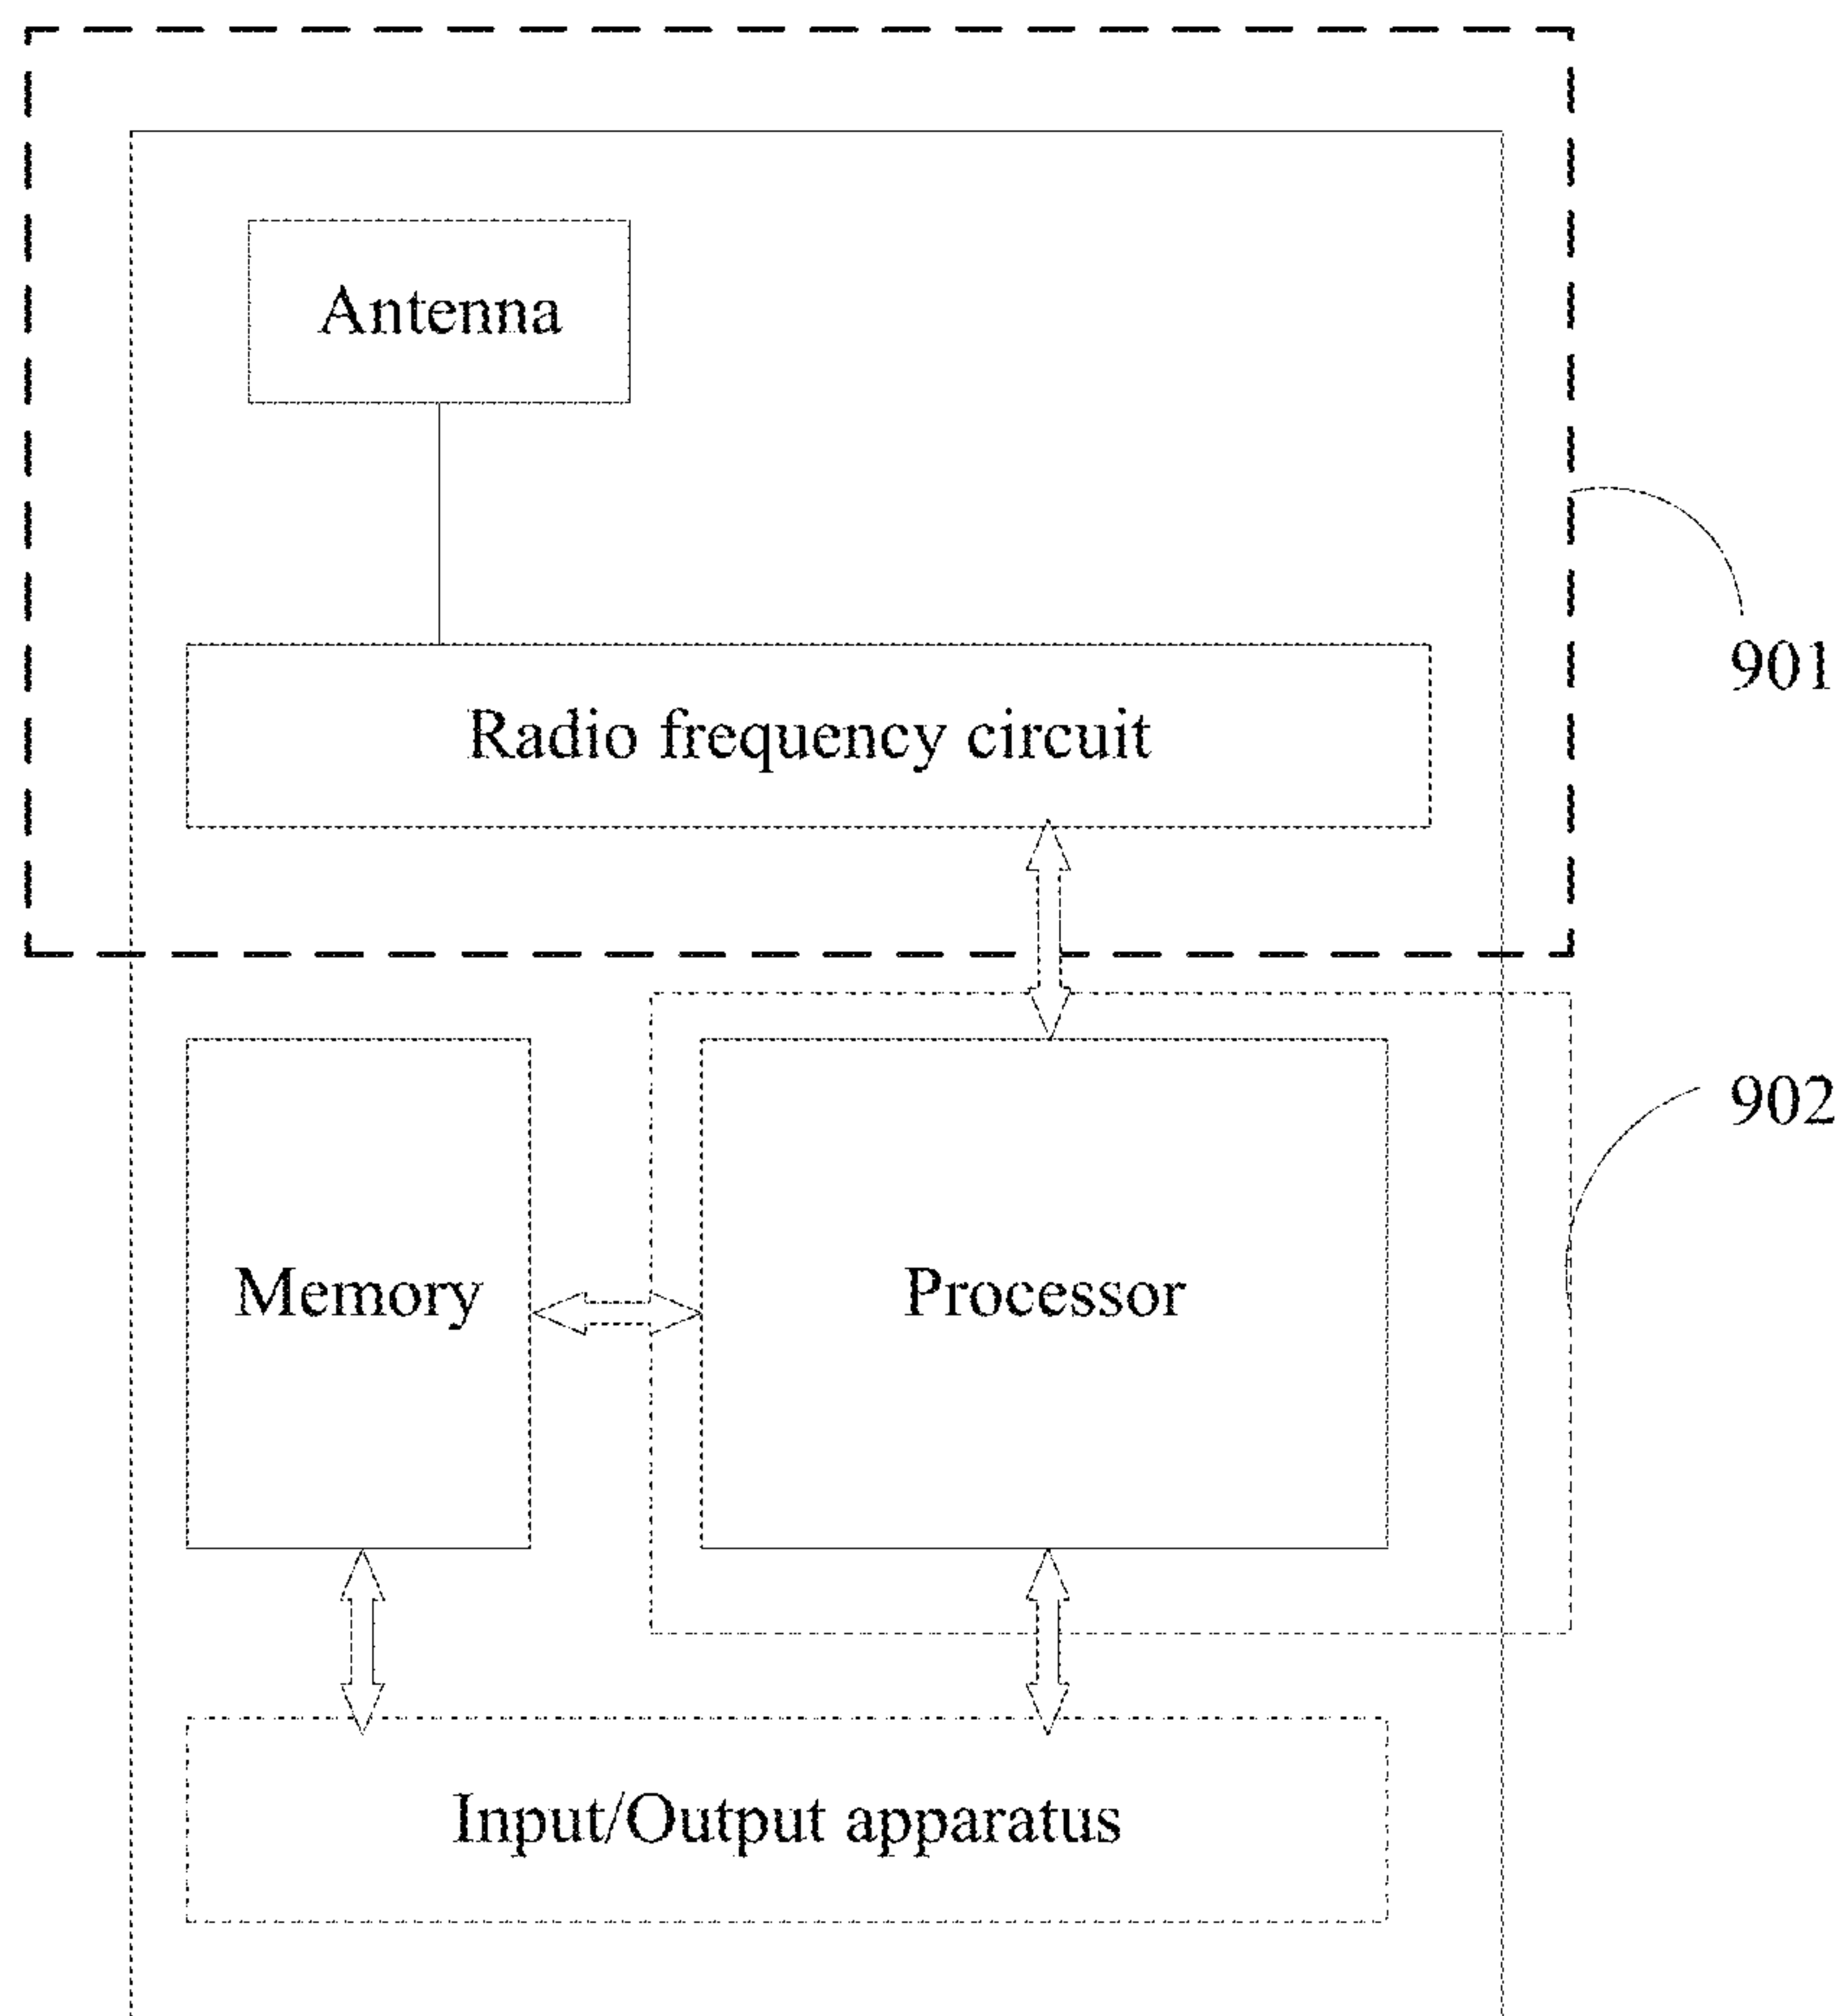 Antenna
901
Radio frequency circuit
902
Memory
Processor
Input/Output apparatus